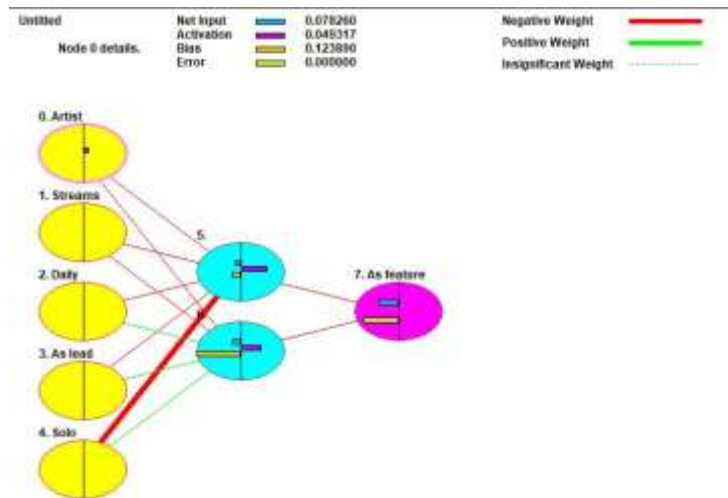 Untitled
Node 0 details.
Net Input 0.078260
Activation 0.049317
Bias 0.123890
Error 0.000000
Negative Weight
Positive Weight
Insignificant Weight
0. Artist
1. Streams
2. Daily
3. As lead
4. Solo
5.
6.
7. As feature